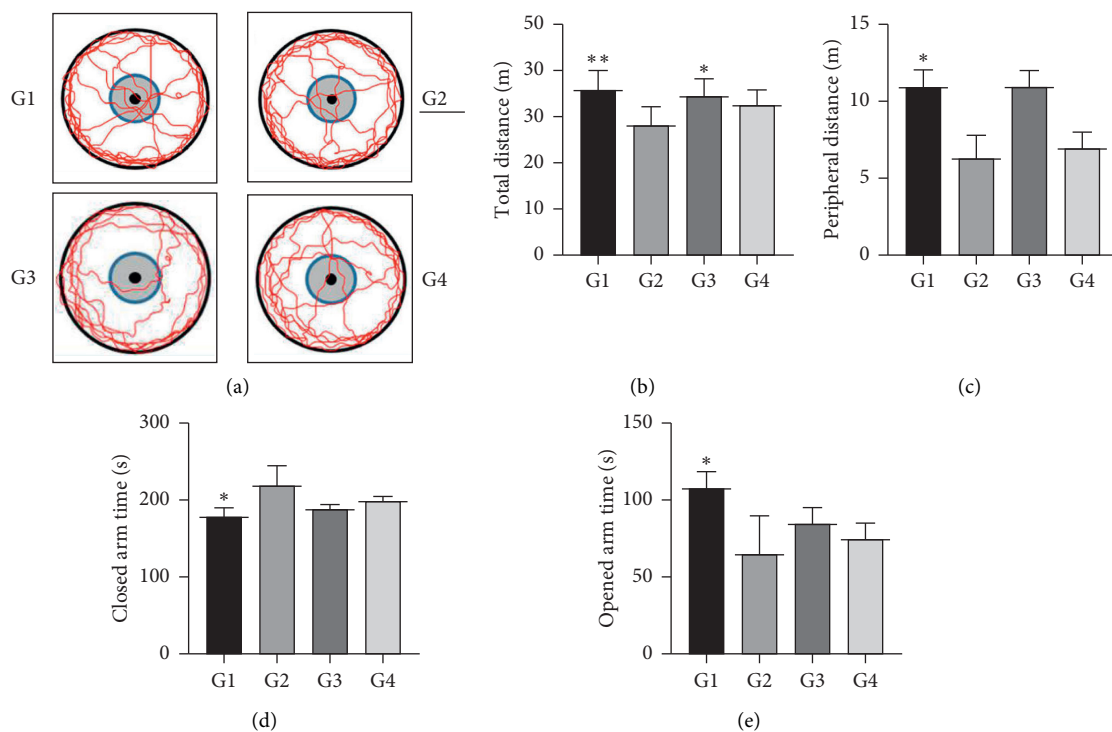 G1
G2
G3
G4
(a)
Total distance (m)
50
30
30
20
0
**
*
G1 G2 G3 G4
(b)
Peripheral distance (m)
15
10
5
0
*
G1 G2 G3 G4
(c)
Closed arm time (s)
300
200
100
0
*
G1 G2 G3 G4
(d)
Opened arm time (s)
150
100
50
0
*
G1 G2 G3 G4
(e)